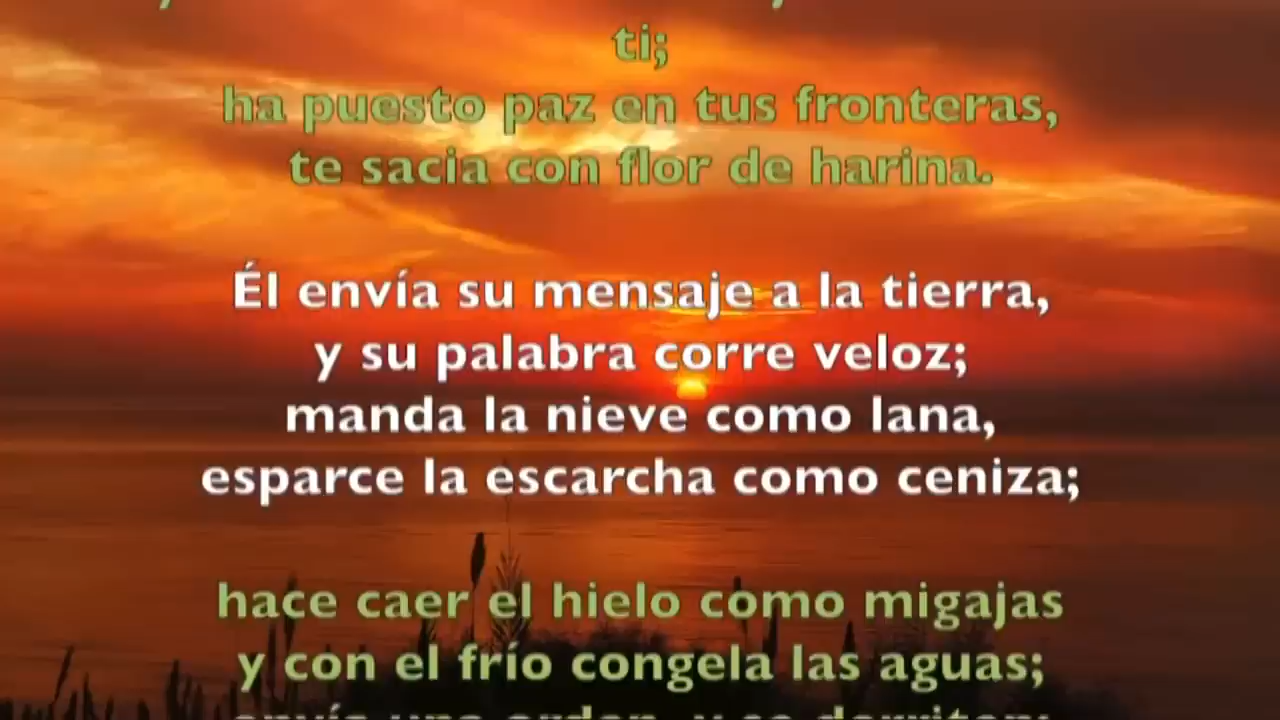 ti;
ha puesto paz en tus fronteras,
te sacia con flor de harina.
Él envía su mensaje a la tierra,
y su palabra corre veloz;
manda la nieve como lana,
esparce la escarcha como ceniza;
hace caer el hielo como migajas
y con el frío congela las aguas;